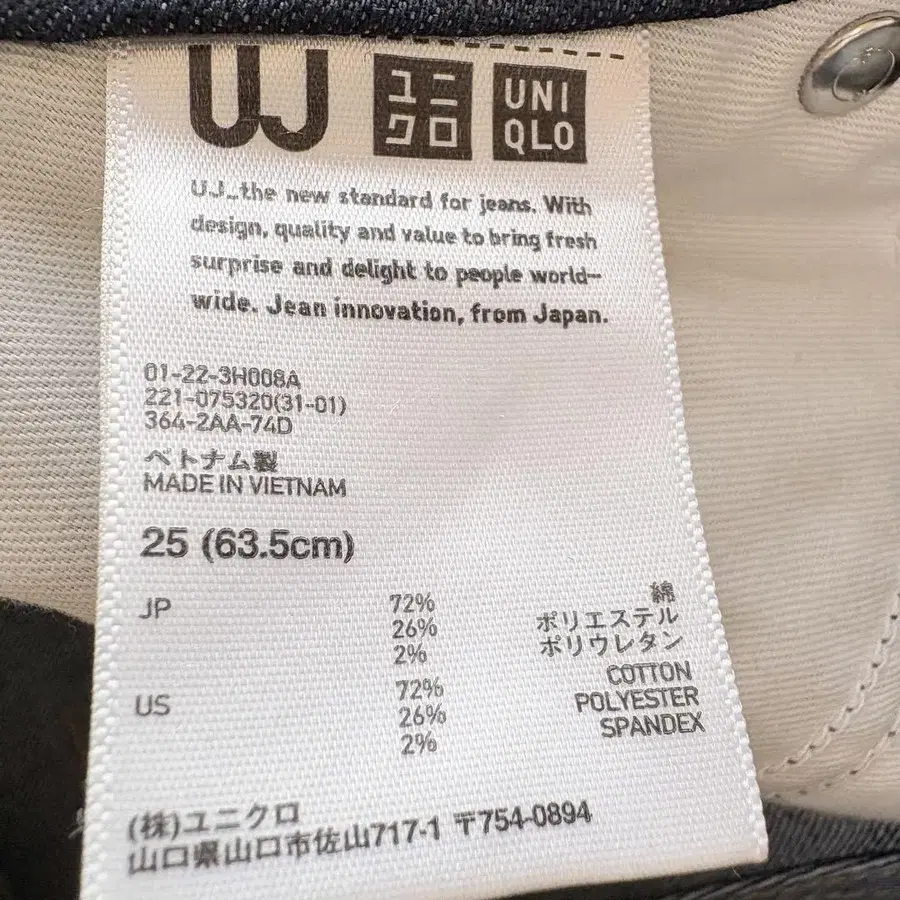 UJ ユニクロ UNIQLO
UJ_the new standard for jeans. With
design, quality and value to bring fresh
surprise and delight to people world-
wide. Jean innovation, from Japan.
01-22-3H008A
221-075320(31-01)
364-2AA-74D
ベトナム製
MADE IN VIETNAM
25 (63.5cm)
JP 72% 綿
26% ポリエステル
2% ポリウレタン
US 72% COTTON
26% POLYESTER
2% SPANDEX
(株)ユニクロ
山口県山口市佐山717-1 〒754-0894